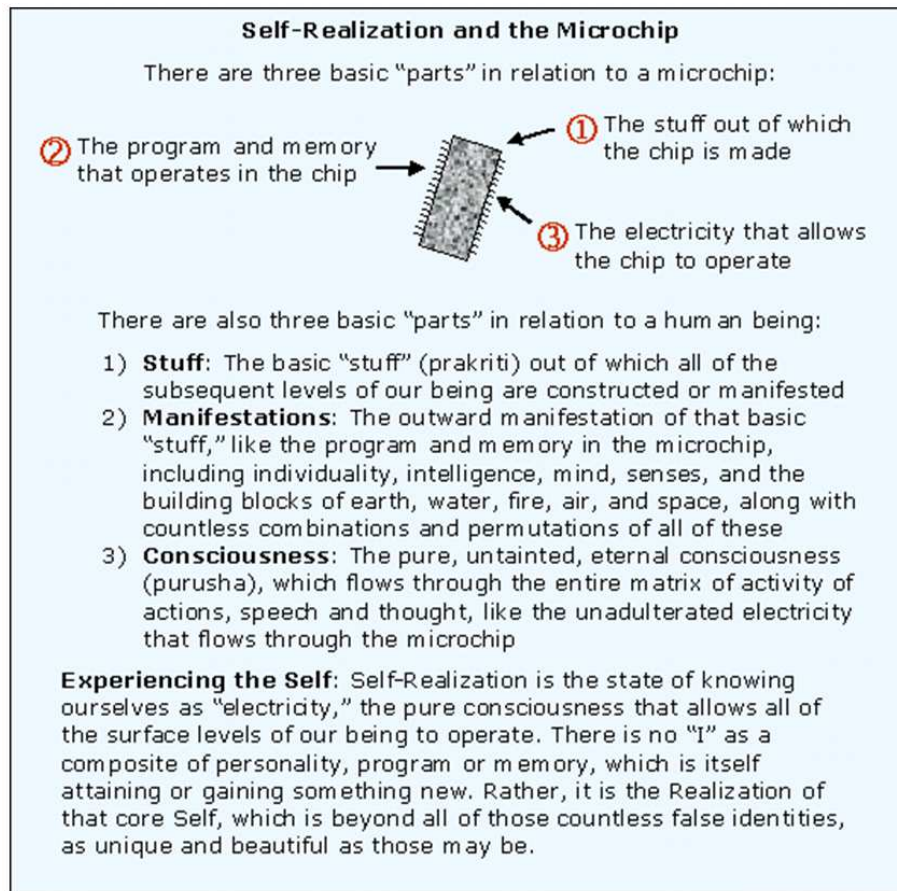 Self-Realization and the Microchip
There are three basic "parts" in relation to a microchip:
① The stuff out of which
the chip is made
② The program and memory
that operates in the chip
③ The electricity that allows
the chip to operate
There are also three basic "parts" in relation to a human being:
1) Stuff: The basic "stuff" (prakriti) out of which all of the
subsequent levels of our being are constructed or manifested
2) Manifestations: The outward manifestation of that basic
"stuff," like the program and memory in the microchip,
including individuality, intelligence, mind, senses, and the
building blocks of earth, water, fire, air, and space, along with
countless combinations and permutations of all of these
3) Consciousness: The pure, untainted, eternal consciousness
(purusha), which flows through the entire matrix of activity of
actions, speech and thought, like the unadulterated electricity
that flows through the microchip
Experiencing the Self: Self-Realization is the state of knowing
ourselves as "electricity," the pure consciousness that allows all of
the surface levels of our being to operate. There is no "I" as a
composite of personality, program or memory, which is itself
attaining or gaining something new. Rather, it is the Realization of
that core Self, which is beyond all of those countless false identities,
as unique and beautiful as those may be.